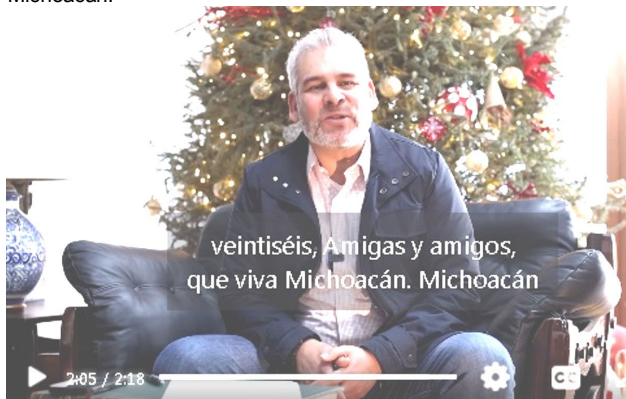 Michoacán.
veintiséis, Amigas y amigos,
que viva Michoacán. Michoacán
2:05 / 2:18
CC